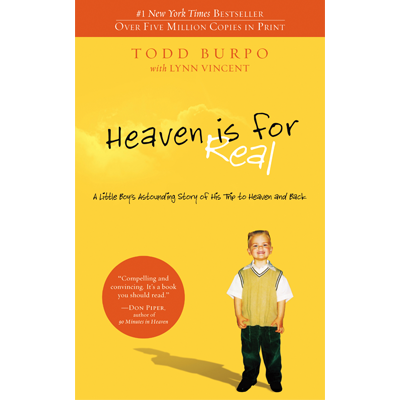 #1 New York Times Bestseller
Over Five Million Copies in Print
TODD BURPO
with LYNN VINCENT
Heaven is for
Real
A Little Boy's Astounding Story of His Trip to Heaven and Back
"Compelling and
convincing. It's a book
you should read."
—Don Piper,
author of
90 Minutes in Heaven